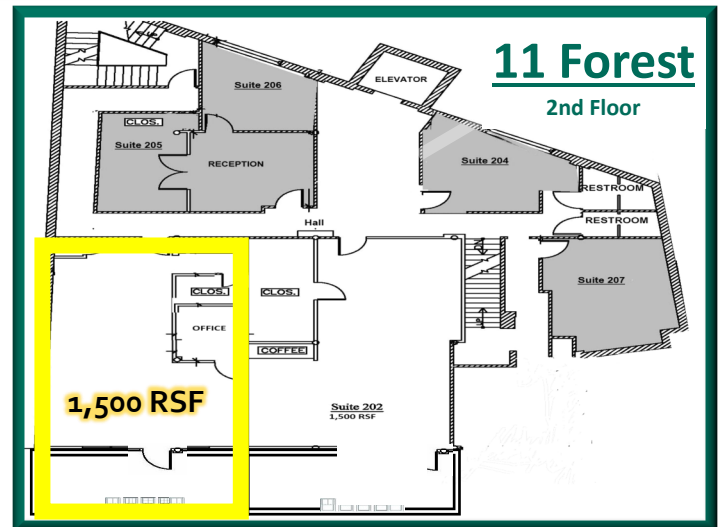 11 Forest
2nd Floor
ELEVATOR
Suite 206
CLOS.
Suite 205
RECEPTION
Suite 204
RESTROOM
RESTROOM
Hall
Suite 207
CLOS.
CLOS.
OFFICE
COFFEE
1,500 RSF
Suite 202
1,500 RSF